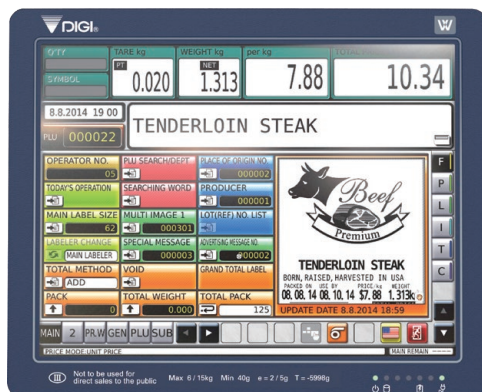 DIGI®
W
Q'TY
SYMBOL
TARE kg
PT
0.020
WEIGHT kg
NET
1.313
per kg
7.88
10.34
8.8.2014 19 00
PLU 000022
TENDERLOIN STEAK
OPERATOR NO.
05
PLU SEARCH/DEPT
PLACE OF ORIGIN NO.
000002
TODAY'S OPERATION
SEARCHING WORD
PRODUCER
000001
MAIN LABEL SIZE
62
MULTI IMAGE 1
000301
LOT(REF) NO. LIST
LABELER CHANGE
MAIN LABELER
SPECIAL MESSAGE
000003
ADVERTISING MESSAGE NO.
00002
TOTAL METHOD
ADD
VOID
GRAND TOTAL LABEL
PACK
0
TOTAL WEIGHT
0.000
TOTAL PACK
125
Beef
Premium
TENDERLOIN STEAK
BORN, RAISED, HARVESTED IN USA
PACKED ON USE BY PRICE/kg WEIGHT
08.08.14 08.10.14 $7.88 1.313k
UPDATE DATE 8.8.2014 18:59
F
P
L
I
T
C
MAIN 2 PR.W GEN PLU SUB
PRICE MODE:UNIT PRICE
MAIN REMAIN
III
Not to be used for
direct sales to the public
Max 6 / 15kg Min 40g e = 2 / 5g T = -5998g